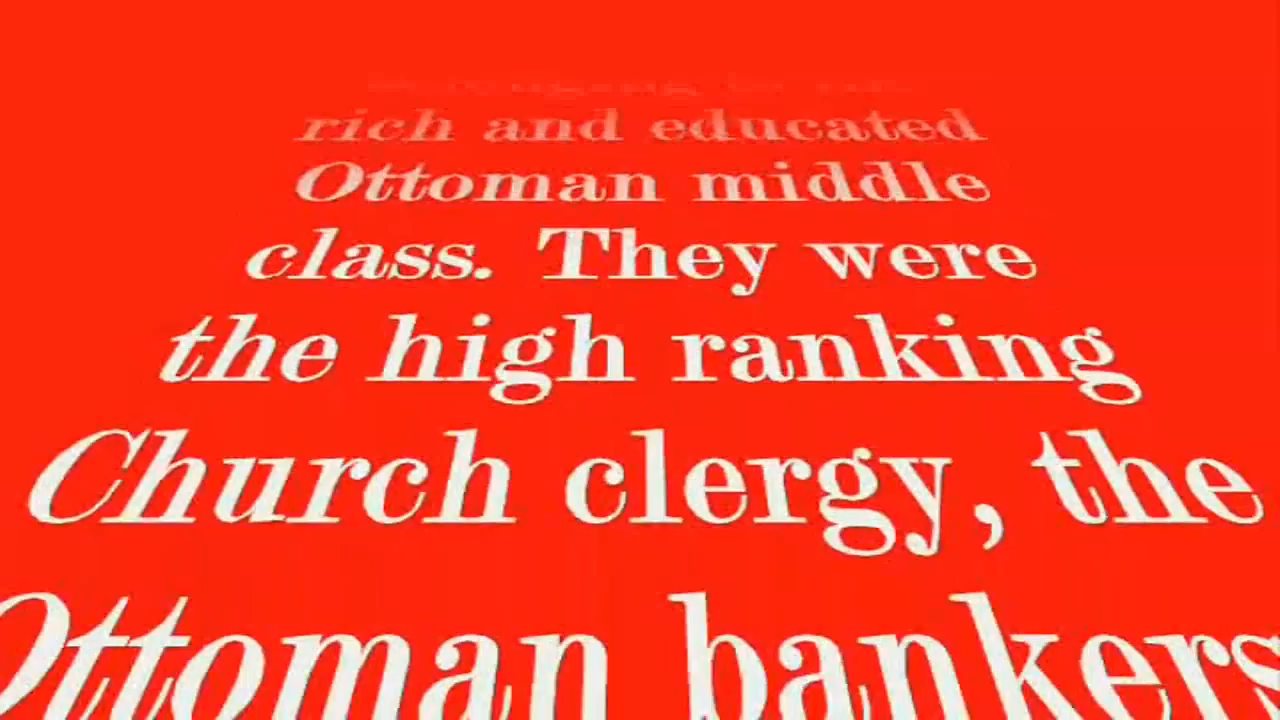 rich and educated
Ottoman middle
class. They were
the high ranking
Church clergy, the
Ottoman bankers